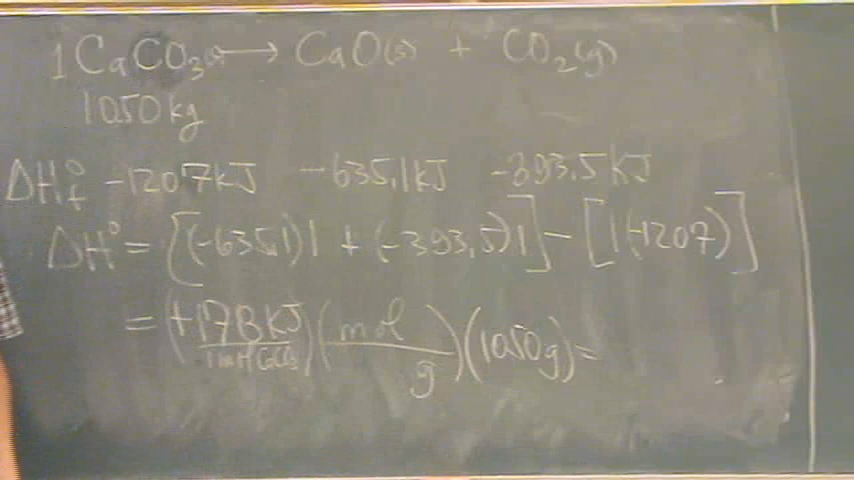 1 CaCO₃(s) ⟶ CaO(s) + CO₂(g)
1050 kg
ΔH°f -1207 kJ -635.1 kJ -393.5 kJ
ΔH° = [(-635.1)1 + (-393.5)1] - [1(-1207)]
= (+178 kJ / 1 mol CaCO₃)(mol / g)(1050 g) =